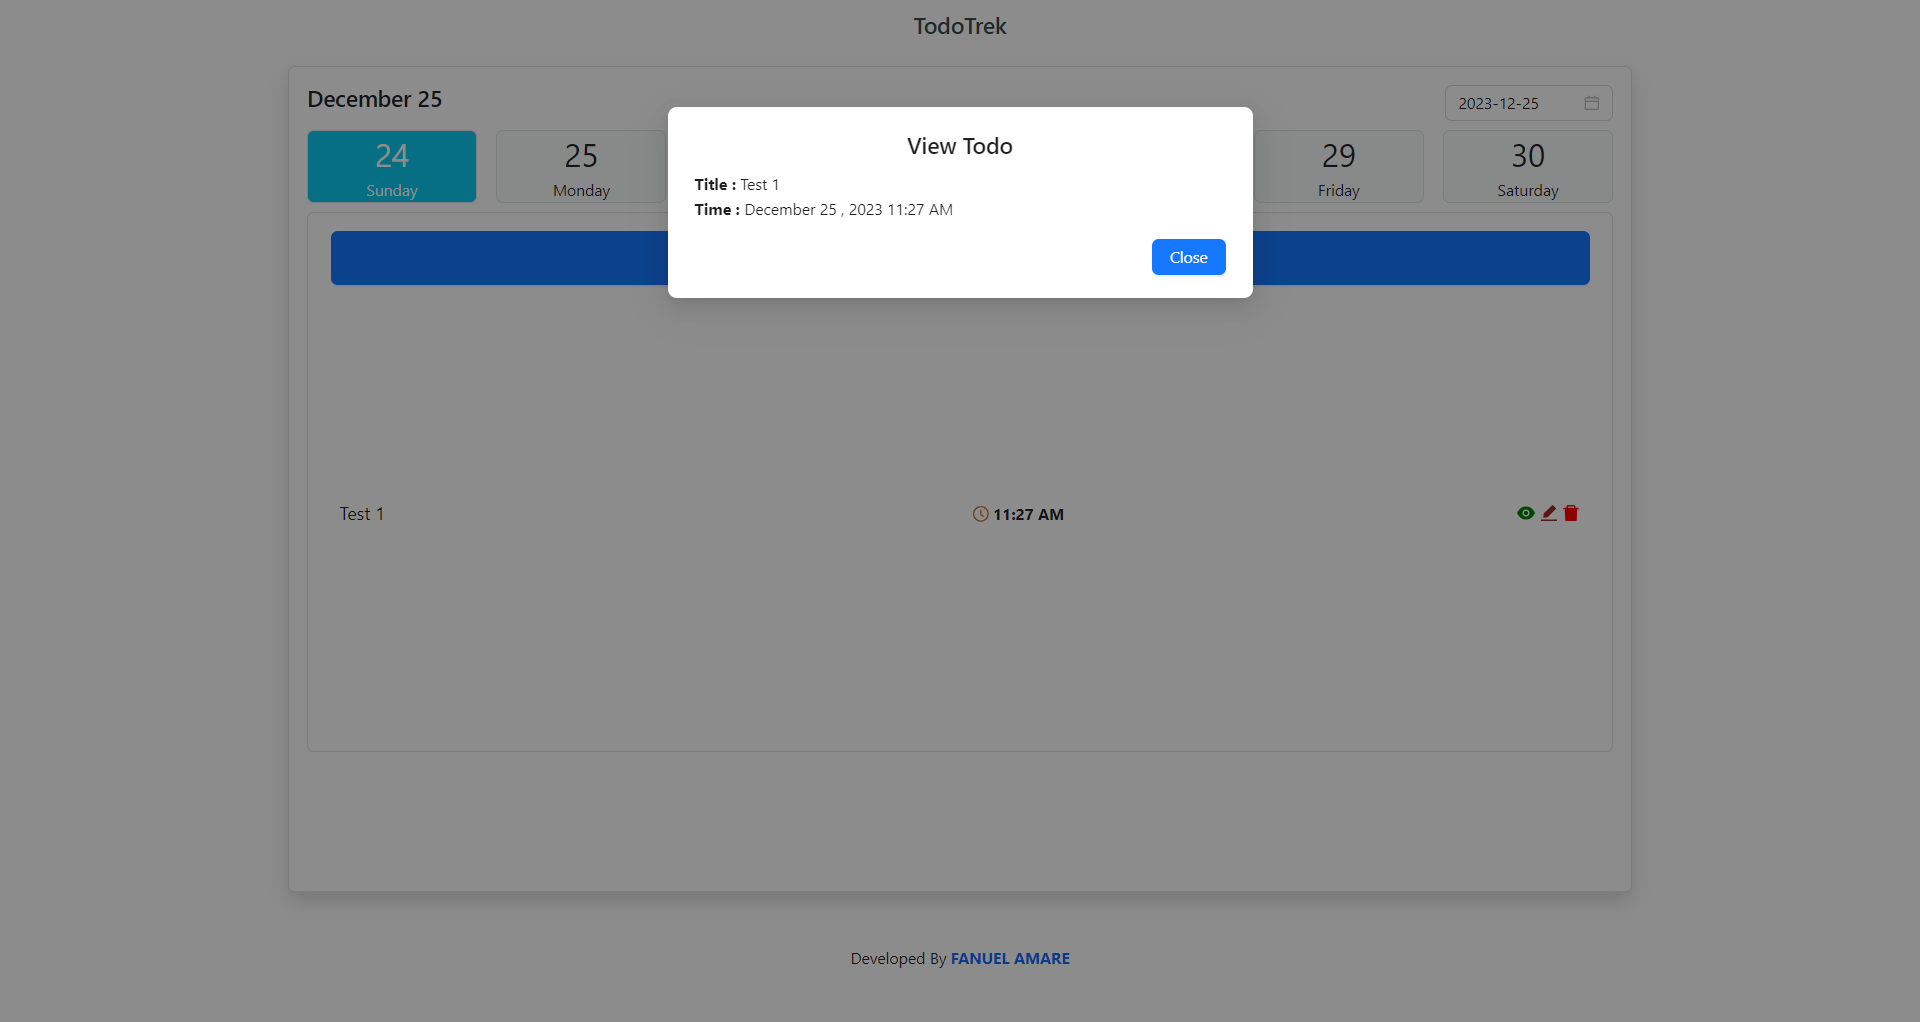 TodoTrek
December 25
2023-12-25
24
Sunday
25
Monday
29
Friday
30
Saturday
View Todo
Title : Test 1
Time : December 25 , 2023 11:27 AM
Close
Test 1
11:27 AM
Developed By FANUEL AMARE